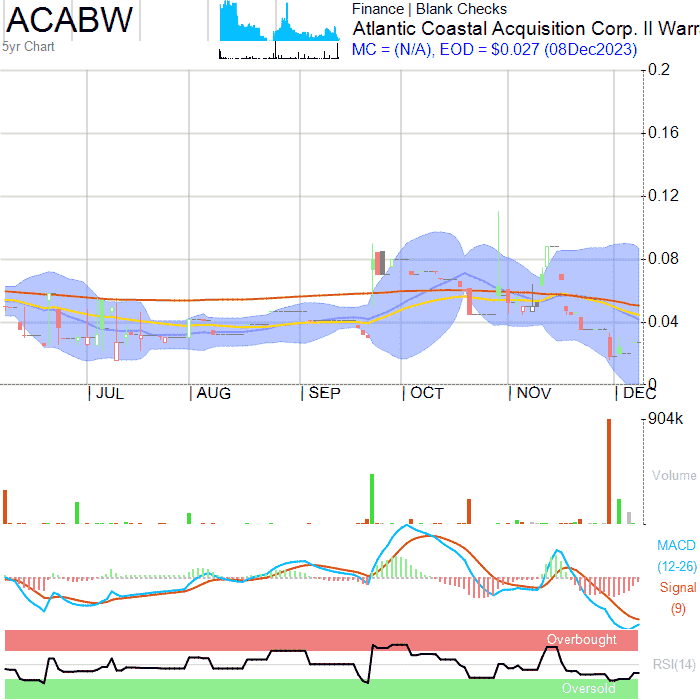 ACABW
5yr Chart
Finance | Blank Checks
Atlantic Coastal Acquisition Corp. II Warr
MC = (N/A), EOD = $0.027 (08Dec2023)
0.2
0.16
0.12
0.08
0.04
0
JUL AUG SEP OCT NOV DEC
904k
Volume
MACD
(12-26)
Signal
(9)
Overbought
RSI(14)
Oversold